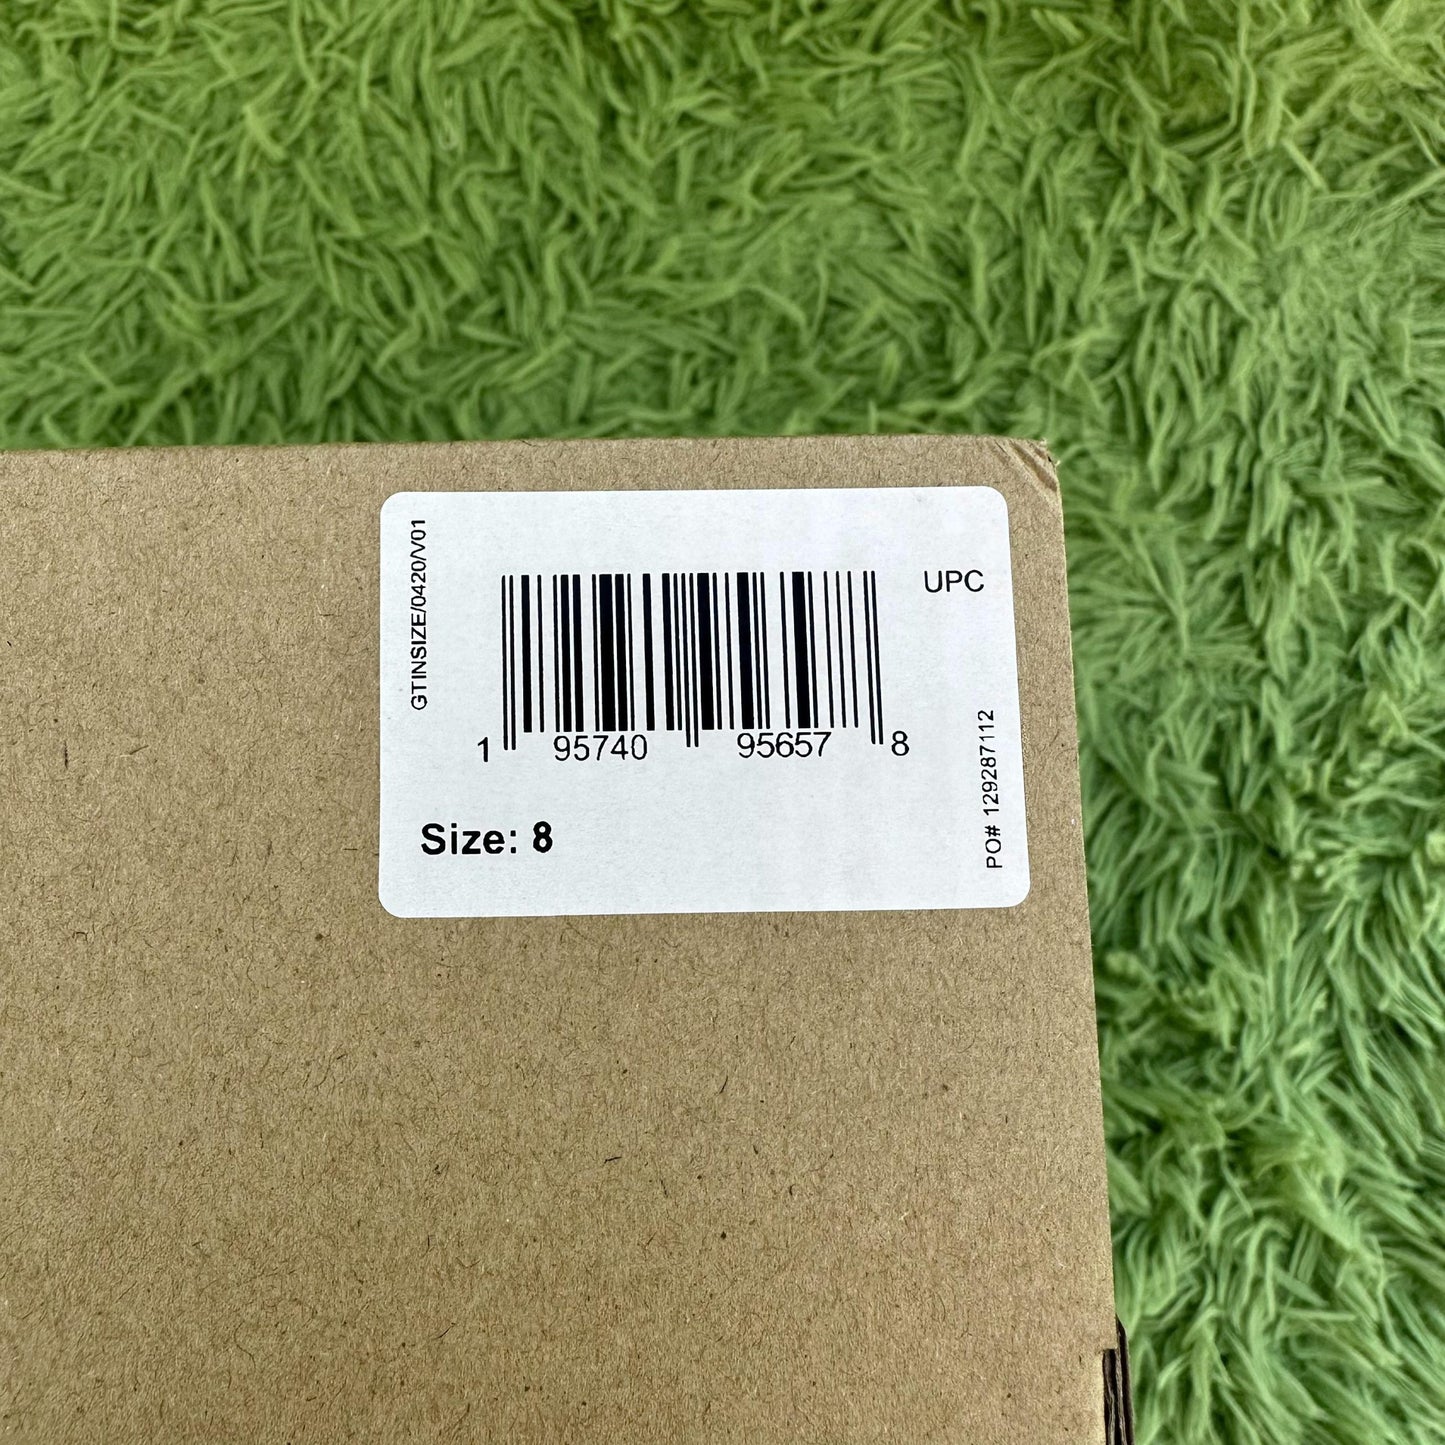 GTINSIZE/0420/V01
UPC
1 95740 95657 8
Size: 8
PO# 129287112